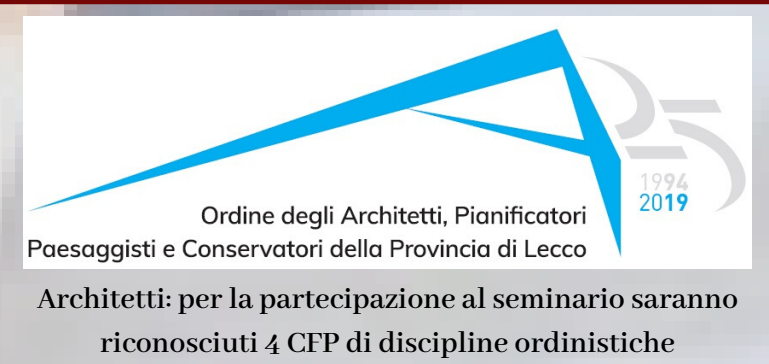 25
1994
2019
Ordine degli Architetti, Pianificatori
Paesaggisti e Conservatori della Provincia di Lecco
Architetti: per la partecipazione al seminario saranno
riconosciuti 4 CFP di discipline ordinistiche